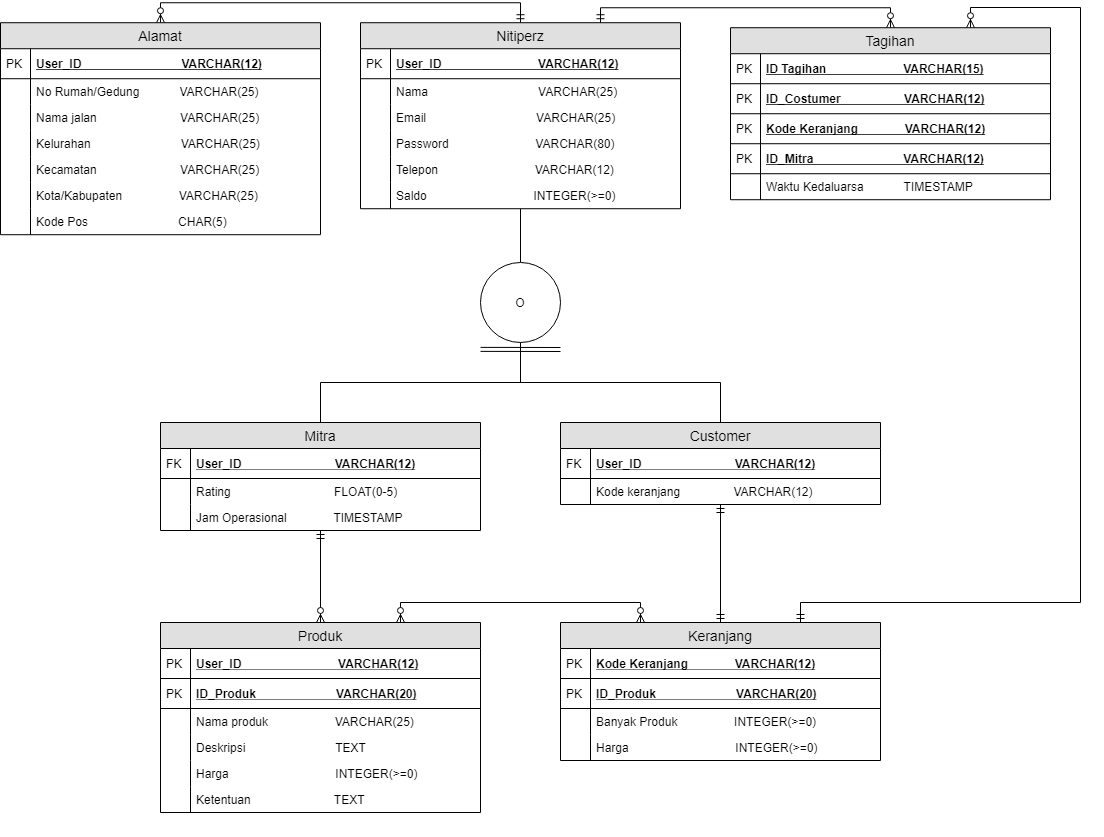 Alamat
PK User_ID VARCHAR(12)
No Rumah/Gedung VARCHAR(25)
Nama jalan VARCHAR(25)
Kelurahan VARCHAR(25)
Kecamatan VARCHAR(25)
Kota/Kabupaten VARCHAR(25)
Kode Pos CHAR(5)
Nitiperz
PK User_ID VARCHAR(12)
Nama VARCHAR(25)
Email VARCHAR(25)
Password VARCHAR(80)
Telepon VARCHAR(12)
Saldo INTEGER(>=0)
Tagihan
PK ID Tagihan VARCHAR(15)
PK ID_Costumer VARCHAR(12)
PK Kode Keranjang VARCHAR(12)
PK ID_Mitra VARCHAR(12)
Waktu Kedaluarsa TIMESTAMP
O
Mitra
FK User_ID VARCHAR(12)
Rating FLOAT(0-5)
Jam Operasional TIMESTAMP
Customer
FK User_ID VARCHAR(12)
Kode keranjang VARCHAR(12)
Produk
PK User_ID VARCHAR(12)
PK ID_Produk VARCHAR(20)
Nama produk VARCHAR(25)
Deskripsi TEXT
Harga INTEGER(>=0)
Ketentuan TEXT
Keranjang
PK Kode Keranjang VARCHAR(12)
PK ID_Produk VARCHAR(20)
Banyak Produk INTEGER(>=0)
Harga INTEGER(>=0)